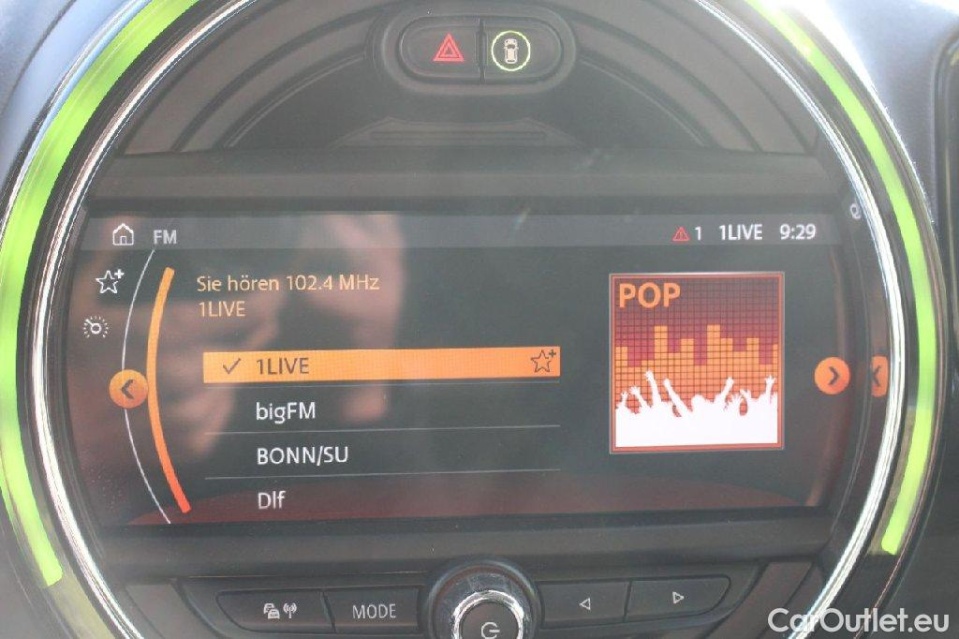 FM
1 1LIVE 9:29
Sie hören 102.4 MHz
1LIVE
POP
1LIVE
bigFM
BONN/SU
Dlf
MODE
CarOutlet.eu